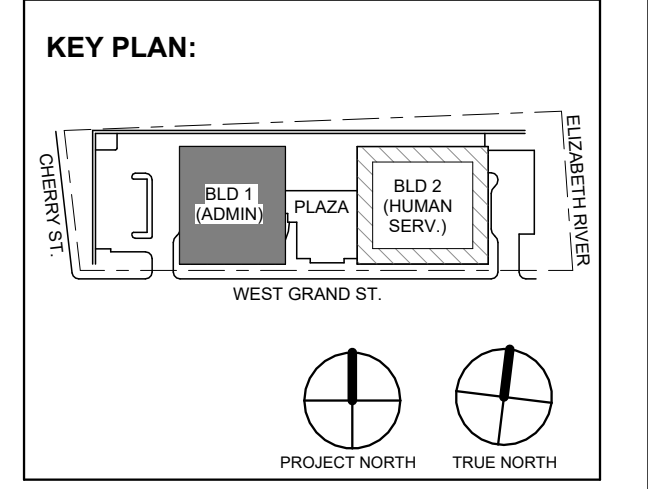 KEY PLAN:
CHERRY ST.
BLD 1
(ADMIN)
PLAZA
BLD 2
(HUMAN
SERV.)
ELIZABETH RIVER
WEST GRAND ST.
PROJECT NORTH
TRUE NORTH